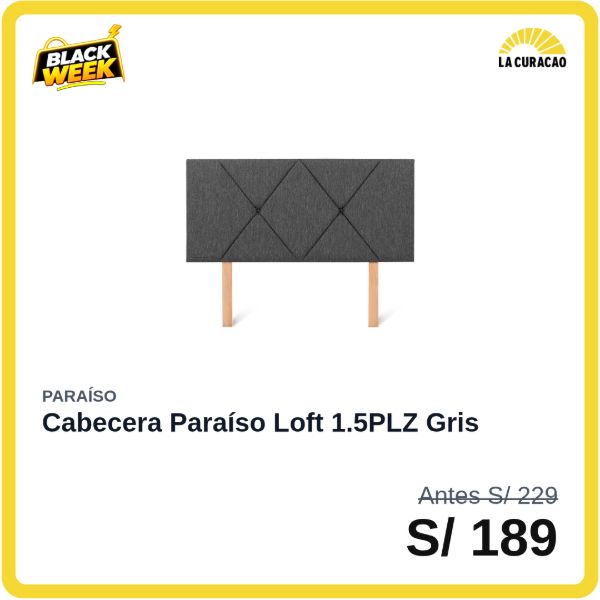 BLACK
WEEK
LA CURACAO
PARAÍSO
Cabecera Paraíso Loft 1.5PLZ Gris
Antes S/ 229
S/ 189